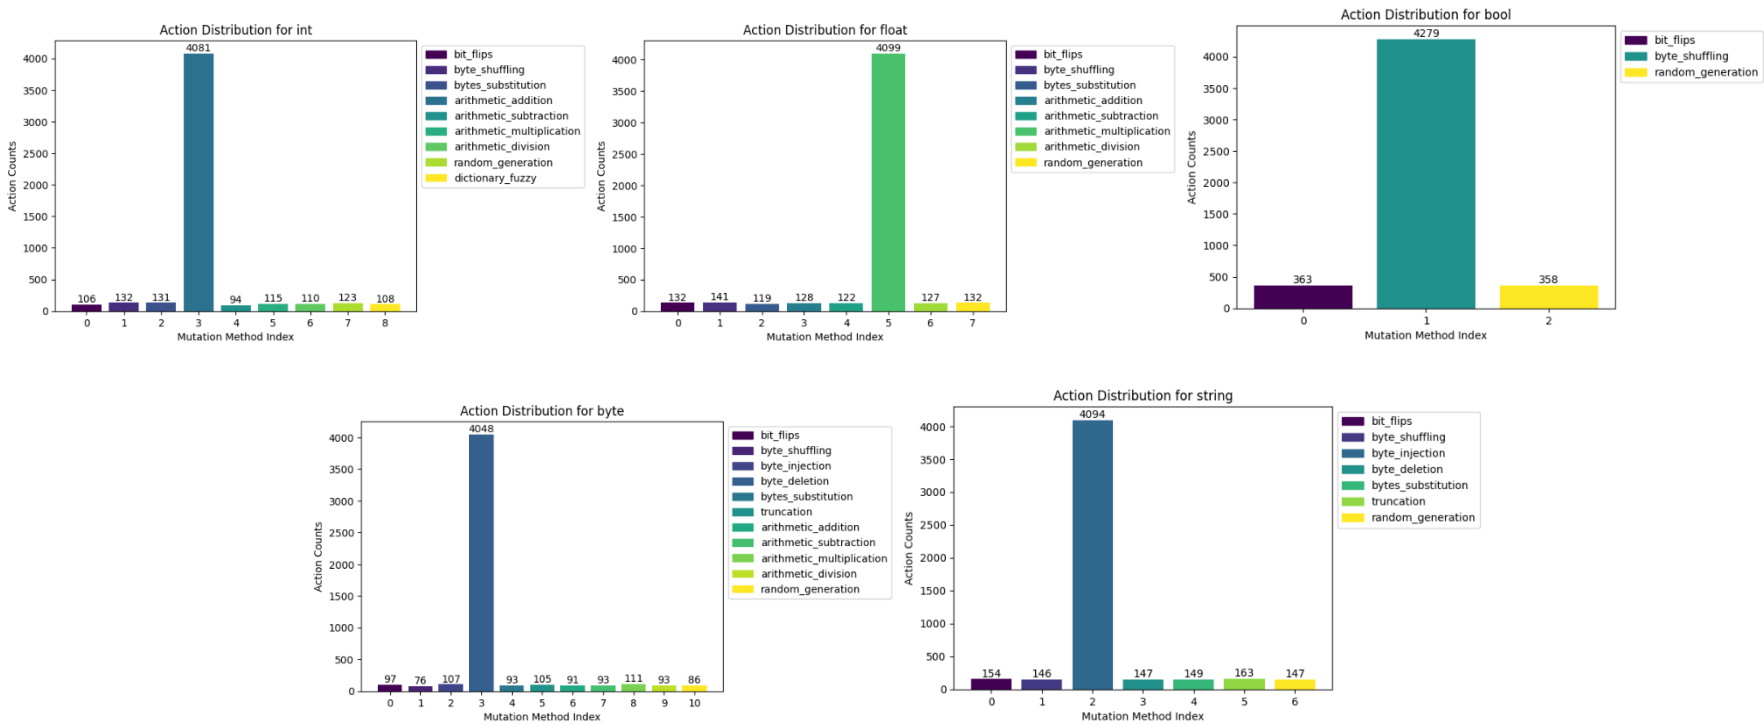 Action Distribution for int
4081
4000
3500
3000
2500
2000
1500
1000
500
0
Action Counts
106 132 131 94 115 110 123 108
0 1 2 3 4 5 6 7 8
Mutation Method Index
bit_flips
byte_shuffling
bytes_substitution
arithmetic_addition
arithmetic_subtraction
arithmetic_multiplication
arithmetic_division
random_generation
dictionary_fuzzy
Action Distribution for float
4099
4000
3500
3000
2500
2000
1500
1000
500
0
Action Counts
132 141 119 128 122 127 132
0 1 2 3 4 5 6 7
Mutation Method Index
bit_flips
byte_shuffling
bytes_substitution
arithmetic_addition
arithmetic_subtraction
arithmetic_multiplication
arithmetic_division
random_generation
Action Distribution for bool
4279
4000
3500
3000
2500
2000
1500
1000
500
0
Action Counts
363 358
0 1 2
Mutation Method Index
bit_flips
byte_shuffling
random_generation
Action Distribution for byte
4048
4000
3500
3000
2500
2000
1500
1000
500
0
Action Counts
97 76 107 93 105 91 93 111 93 86
0 1 2 3 4 5 6 7 8 9 10
Mutation Method Index
bit_flips
byte_shuffling
byte_injection
byte_deletion
bytes_substitution
truncation
arithmetic_addition
arithmetic_subtraction
arithmetic_multiplication
arithmetic_division
random_generation
Action Distribution for string
4094
4000
3500
3000
2500
2000
1500
1000
500
0
Action Counts
154 146 147 149 163 147
0 1 2 3 4 5 6
Mutation Method Index
bit_flips
byte_shuffling
byte_injection
byte_deletion
bytes_substitution
truncation
random_generation